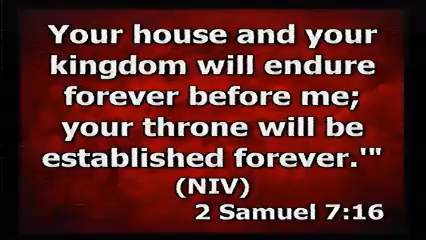 Your house and your
kingdom will endure
forever before me;
your throne will be
established forever.'"
(NIV)
2 Samuel 7:16